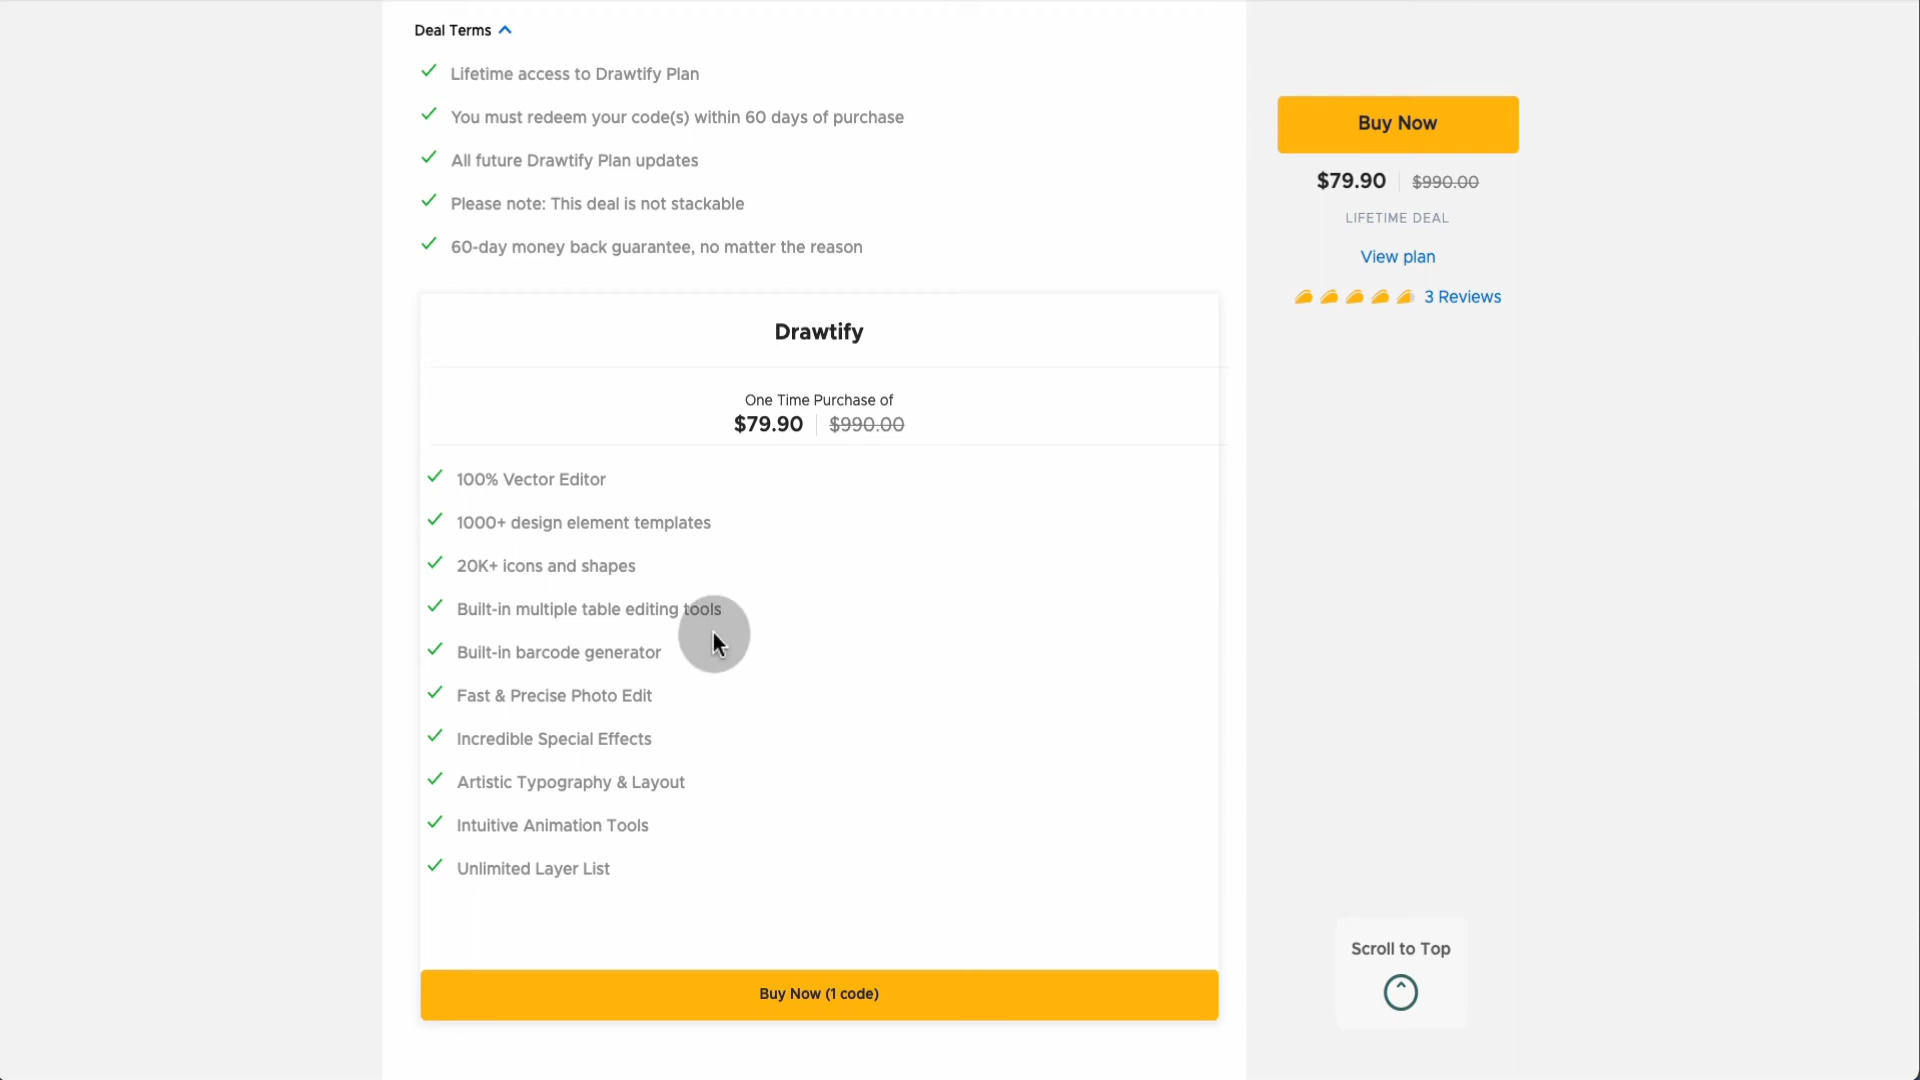 Deal Terms
Lifetime access to Drawtify Plan
You must redeem your code(s) within 60 days of purchase
All future Drawtify Plan updates
Please note: This deal is not stackable
60-day money back guarantee, no matter the reason
Drawtify
One Time Purchase of
$79.90 $990.00
100% Vector Editor
1000+ design element templates
20K+ icons and shapes
Built-in multiple table editing tools
Built-in barcode generator
Fast & Precise Photo Edit
Incredible Special Effects
Artistic Typography & Layout
Intuitive Animation Tools
Unlimited Layer List
Buy Now (1 code)
Buy Now
$79.90 $990.00
LIFETIME DEAL
View plan
3 Reviews
Scroll to Top